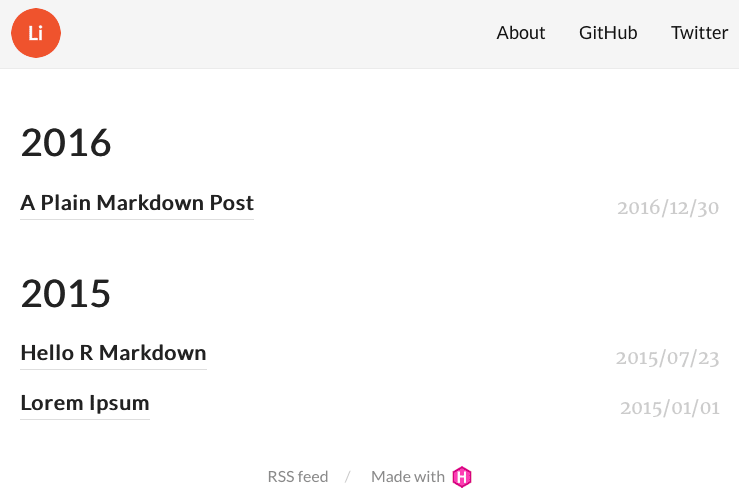 Li About GitHub Twitter
2016
A Plain Markdown Post 2016/12/30
2015
Hello R Markdown 2015/07/23
Lorem Ipsum 2015/01/01
RSS feed / Made with H